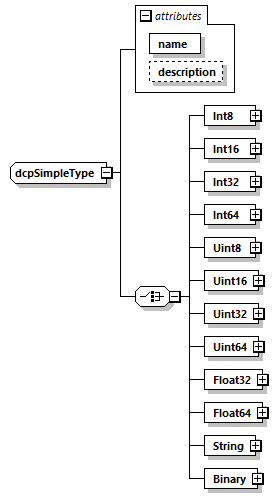 attributes
name
description
dcpSimpleType
Int8
Int16
Int32
Int64
Uint8
Uint16
Uint32
Uint64
Float32
Float64
String
Binary